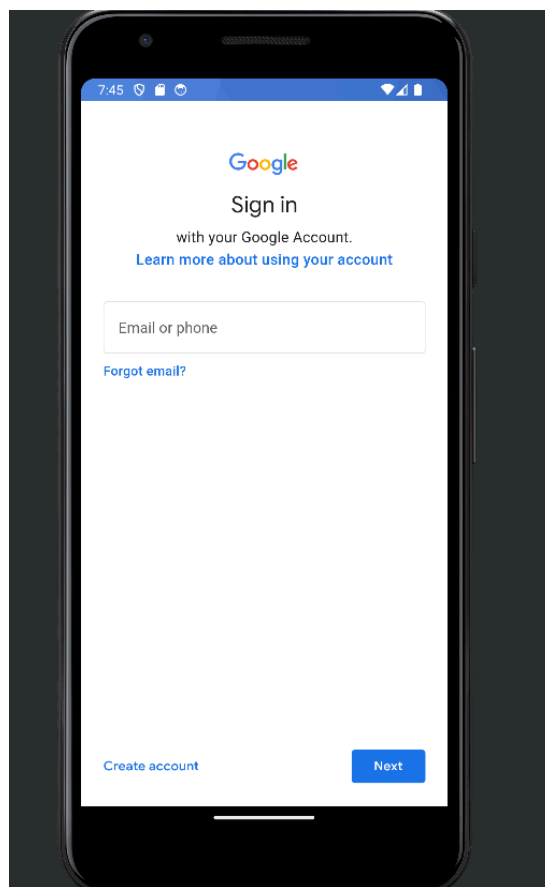 7:45
Google
Sign in
with your Google Account.
Learn more about using your account
Email or phone
Forgot email?
Create account
Next